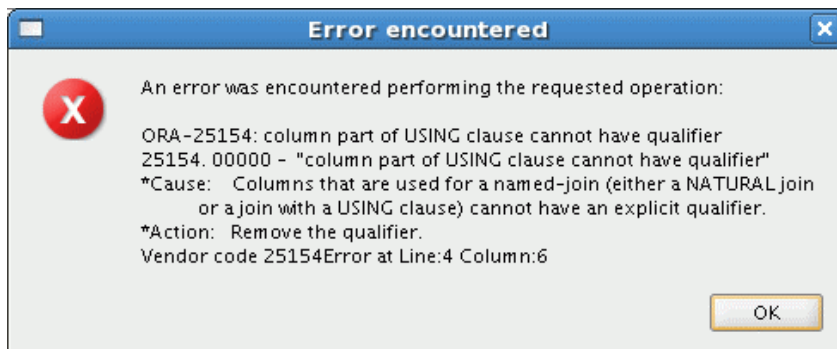 Error encountered
An error was encountered performing the requested operation:
ORA-25154: column part of USING clause cannot have qualifier
25154. 00000 - "column part of USING clause cannot have qualifier"
*Cause: Columns that are used for a named-join (either a NATURAL join
or a join with a USING clause) cannot have an explicit qualifier.
*Action: Remove the qualifier.
Vendor code 25154Error at Line:4 Column:6
OK